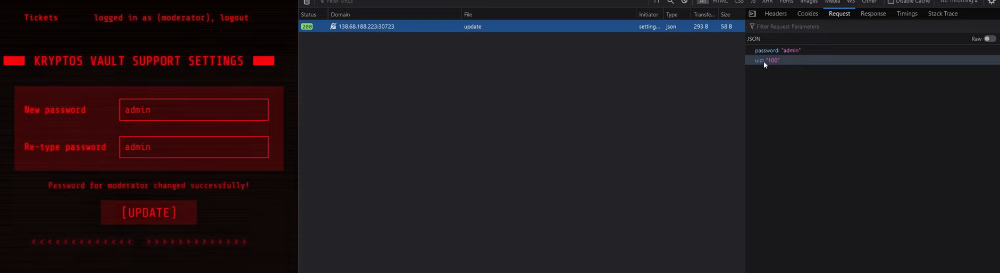 Tickets logged in as (moderator), logout
KRYPTOS VAULT SUPPORT SETTINGS
New password admin
Re-type password admin
Password for moderator changed successfully!
[UPDATE]
<<<<<<<<<<<<< >>>>>>>>>>>>>
Filter URLs
All HTML CSS JS XHR Fonts Images Media WS Other Disable Cache No Throttling
Status Domain File Initiator Type Transfe... Size
200 138.68.188.223:30723 update setting... json 293 B 58 B
Headers Cookies Request Response Timings Stack Trace
Filter Request Parameters
JSON Raw
password: "admin"
uid: "100"